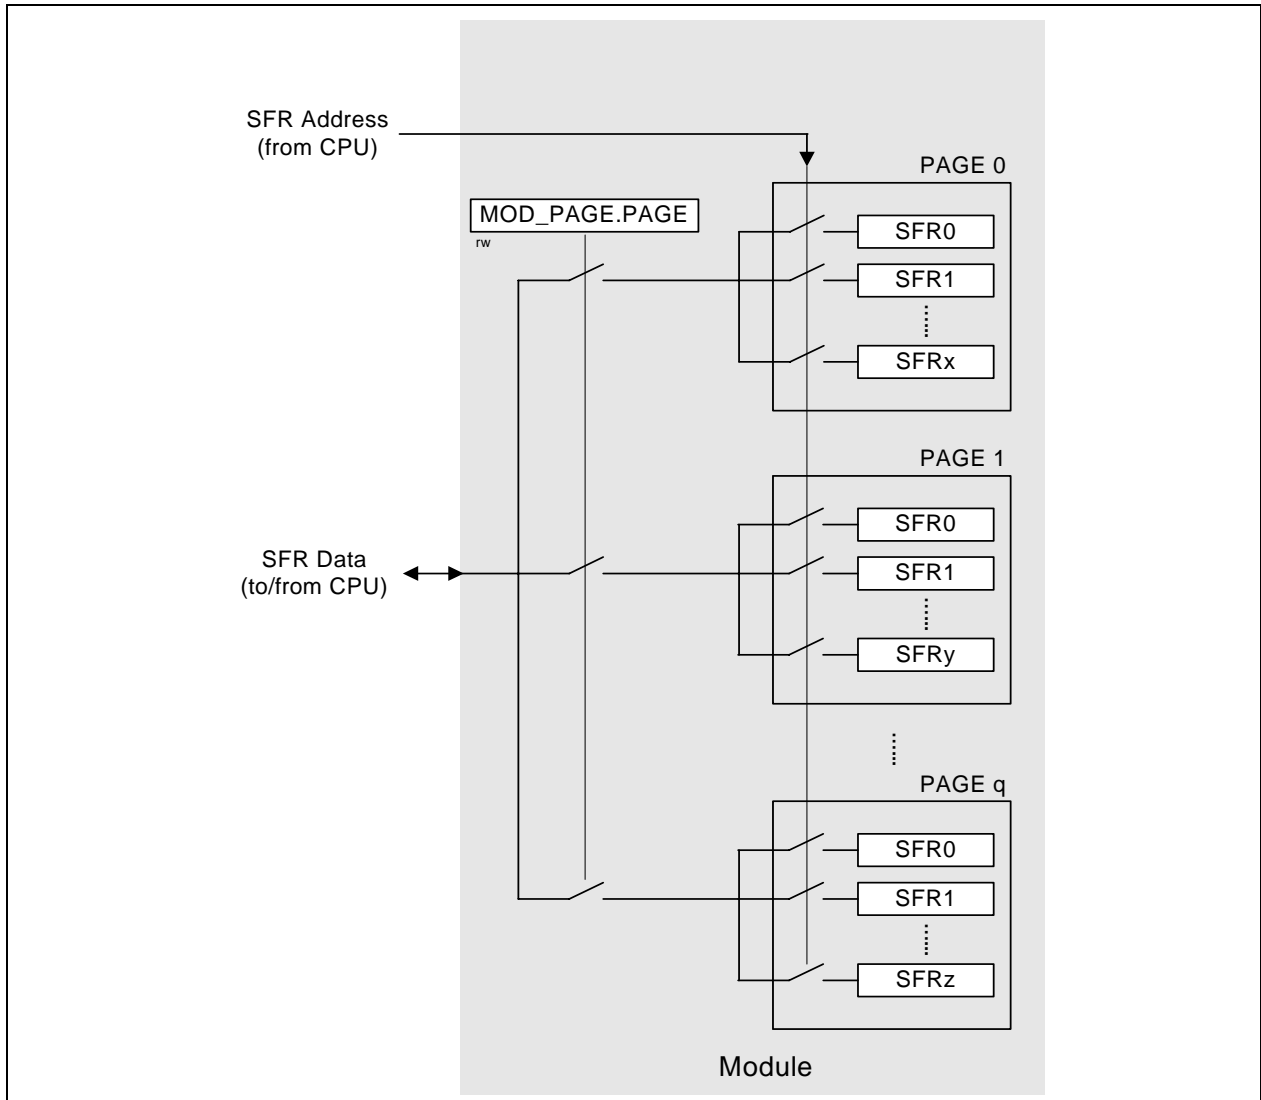 SFR Address
(from CPU)
PAGE 0
MOD_PAGE.PAGE
rw
SFR0
SFR1
SFRx
PAGE 1
SFR0
SFR1
SFRy
SFR Data
(to/from CPU)
PAGE q
SFR0
SFR1
SFRz
Module